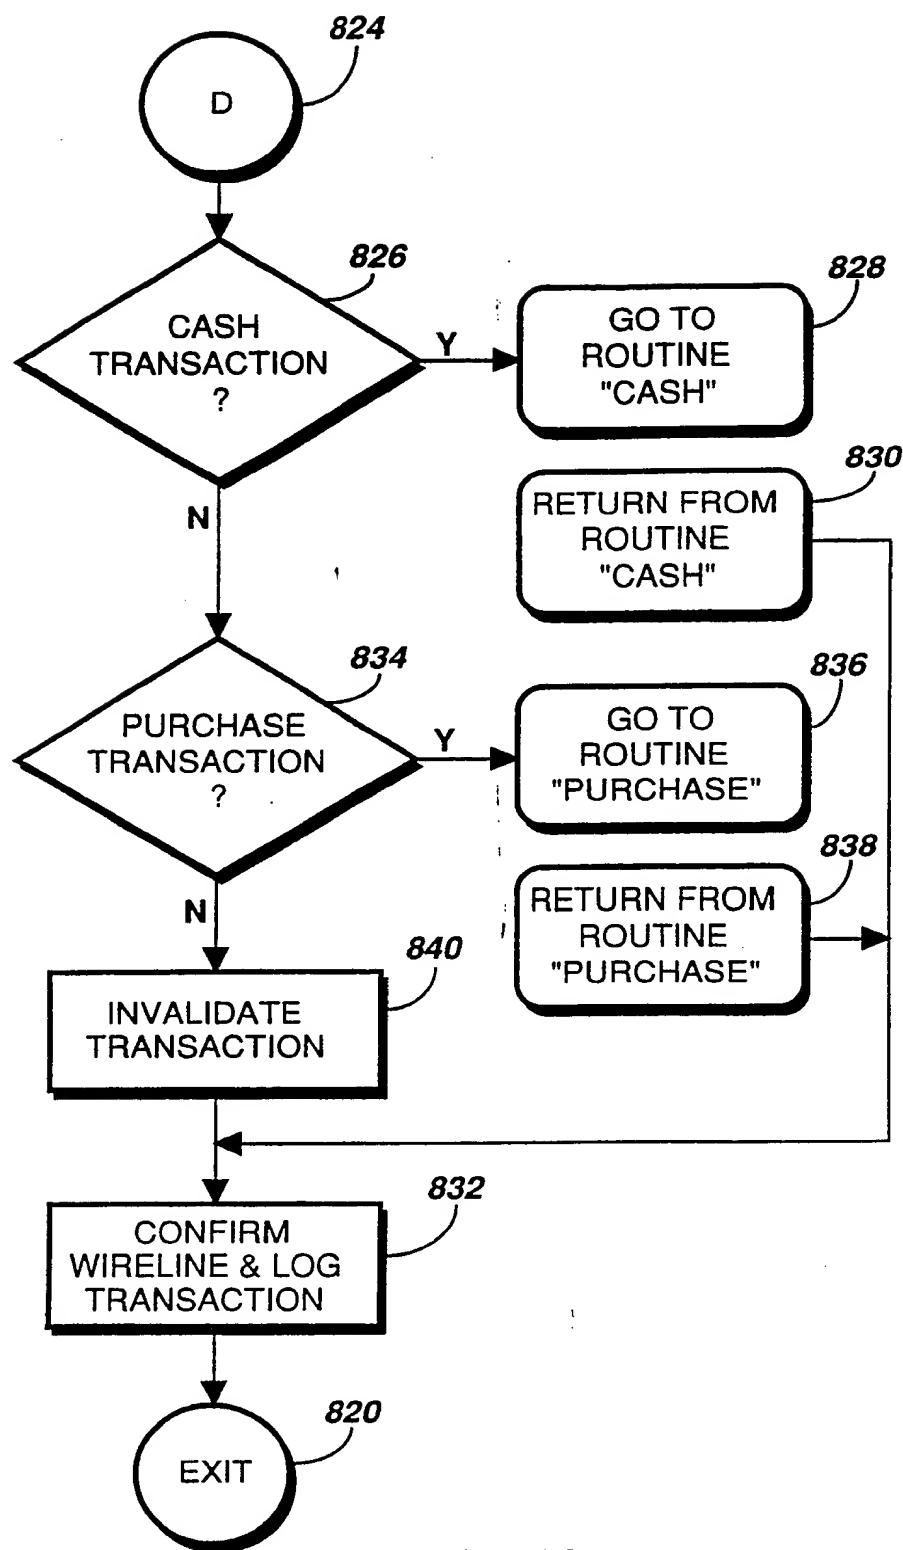 824
D
826
CASH
TRANSACTION
?
Y
828
GO TO
ROUTINE
"CASH"
N
830
RETURN FROM
ROUTINE
"CASH"
834
PURCHASE
TRANSACTION
?
Y
836
GO TO
ROUTINE
"PURCHASE"
N
838
RETURN FROM
ROUTINE
"PURCHASE"
840
INVALIDATE
TRANSACTION
832
CONFIRM
WIRELINE & LOG
TRANSACTION
820
EXIT